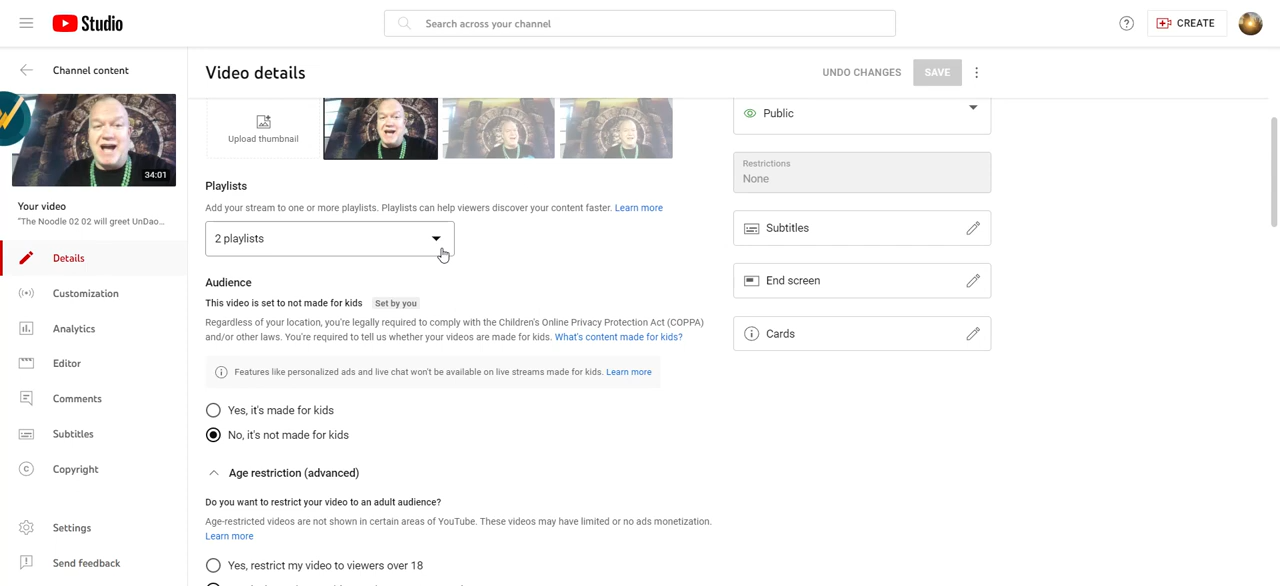 Studio
Search across your channel
CREATE
Channel content
34:01
Your video
"The Noodle 02 02 will greet UnDao...
Details
Customization
Analytics
Editor
Comments
Subtitles
Copyright
Settings
Send feedback
Video details
UNDO CHANGES
SAVE
Upload thumbnail
Playlists
Add your stream to one or more playlists. Playlists can help viewers discover your content faster. Learn more
2 playlists
Audience
This video is set to not made for kids Set by you
Regardless of your location, you're legally required to comply with the Children's Online Privacy Protection Act (COPPA)
and/or other laws. You're required to tell us whether your videos are made for kids. What's content made for kids?
Features like personalized ads and live chat won't be available on live streams made for kids. Learn more
Yes, it's made for kids
No, it's not made for kids
Age restriction (advanced)
Do you want to restrict your video to an adult audience?
Age-restricted videos are not shown in certain areas of YouTube. These videos may have limited or no ads monetization.
Learn more
Yes, restrict my video to viewers over 18
Public
Restrictions
None
Subtitles
End screen
Cards